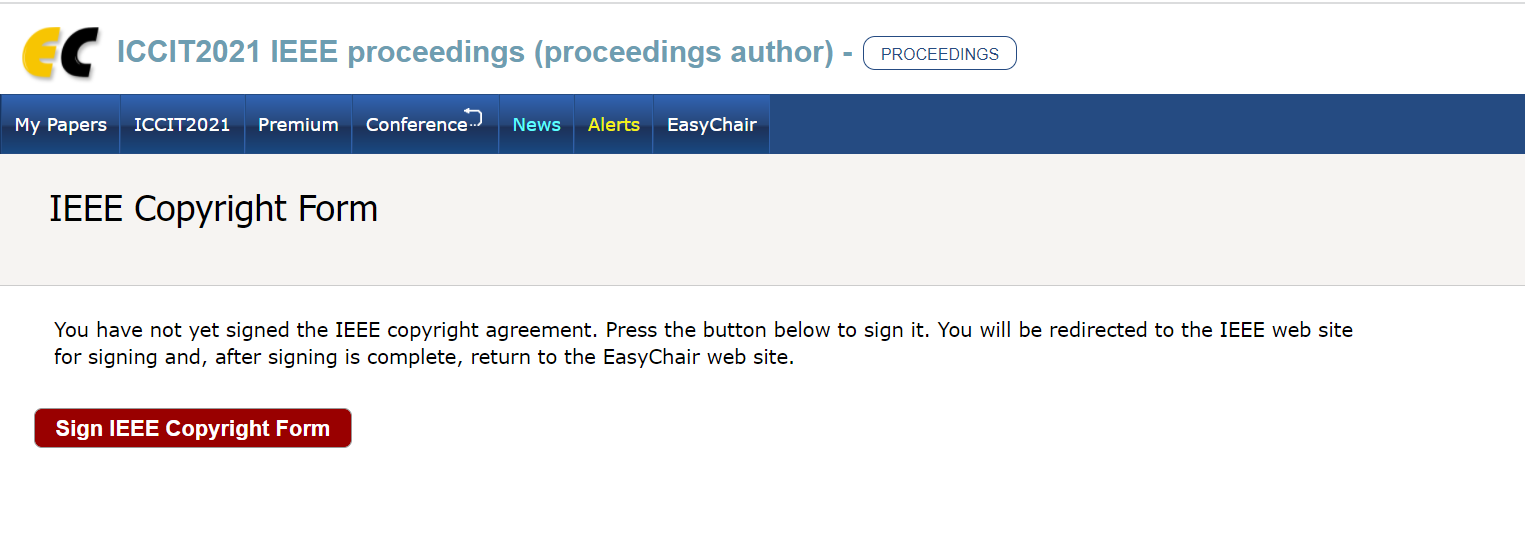 EC
ICCIT2021 IEEE proceedings (proceedings author) - PROCEEDINGS
My Papers ICCIT2021 Premium Conference News Alerts EasyChair
IEEE Copyright Form
You have not yet signed the IEEE copyright agreement. Press the button below to sign it. You will be redirected to the IEEE web site
for signing and, after signing is complete, return to the EasyChair web site.
Sign IEEE Copyright Form